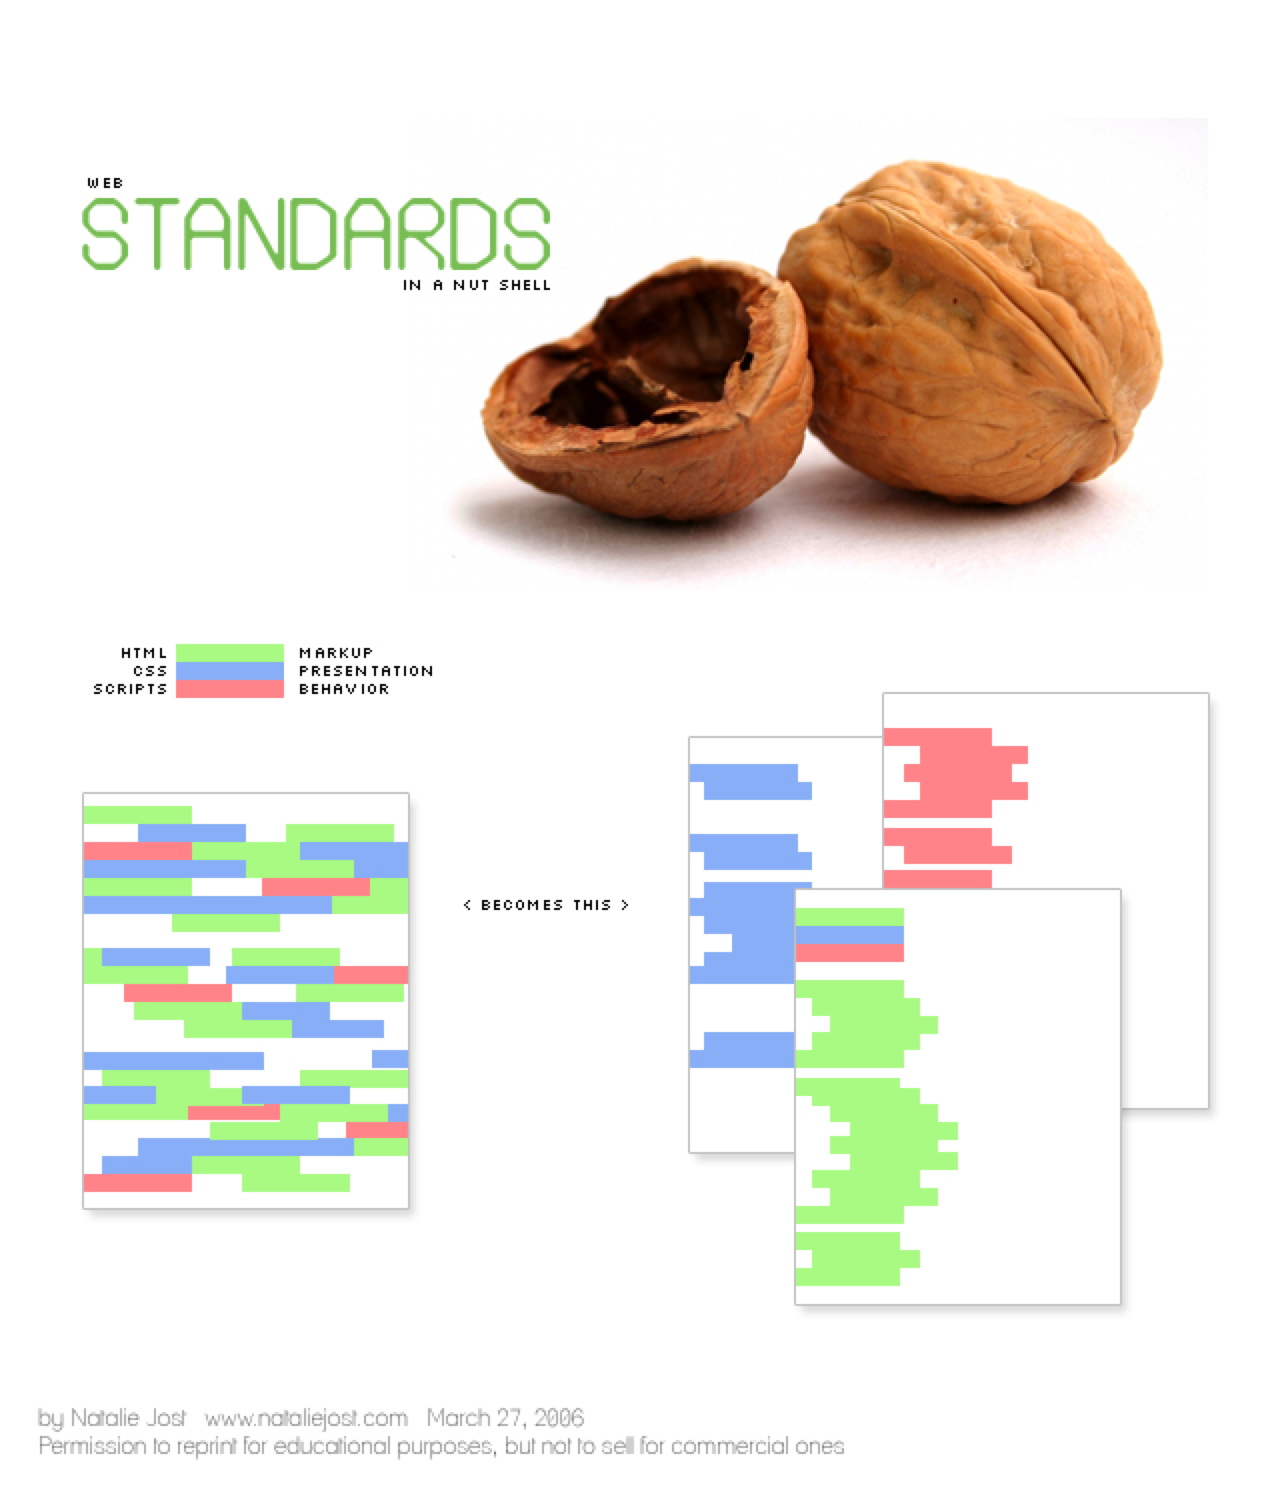 WEB
STANDARDS
IN A NUT SHELL
HTML MARKUP
CSS PRESENTATION
SCRIPTS BEHAVIOR
< BECOMES THIS >
by Natalie Jost www.nataliejost.com March 27, 2006
Permission to reprint for educational purposes, but not to sell for commercial ones